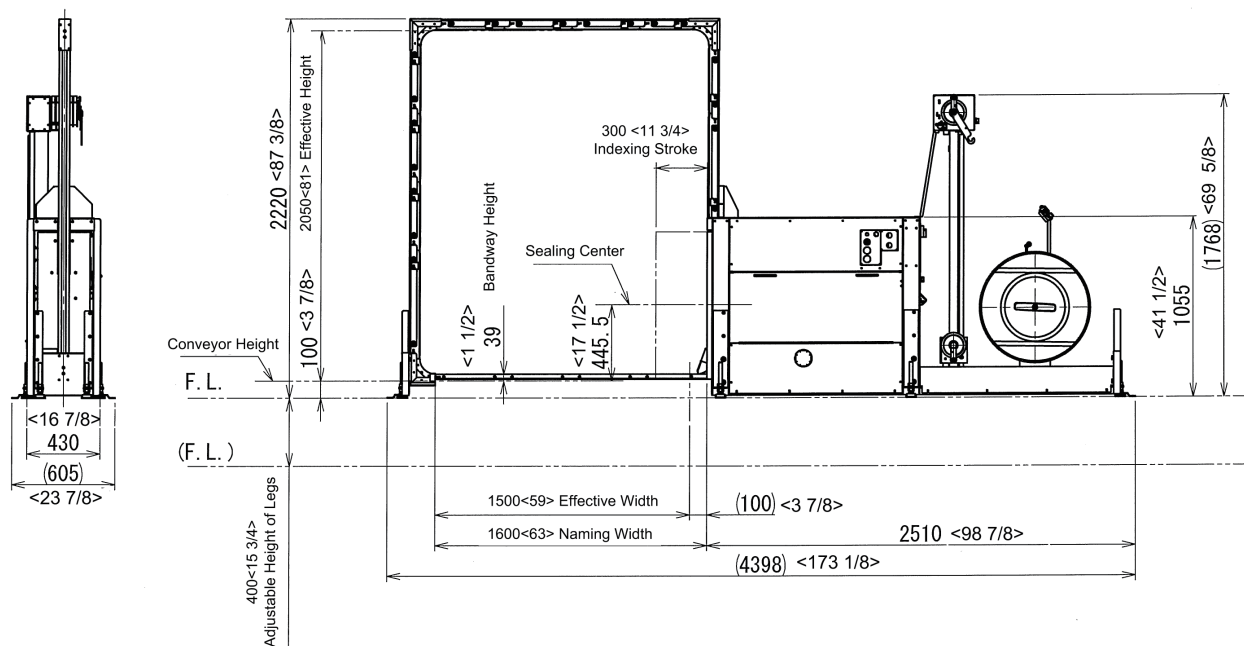 2220 <87 3/8>
2050<81> Effective Height
100 <3 7/8>
Bandway Height
<1 1/2>
39
300 <11 3/4>
Indexing Stroke
Sealing Center
<17 1/2>
445.5
(1768) <69 5/8>
<41 1/2>
1055
Conveyor Height
F. L.
(F. L. )
<16 7/8>
430
(605)
<23 7/8>
400<15 3/4>
Adjustable Height of Legs
1500<59> Effective Width
(100) <3 7/8>
1600<63> Naming Width
2510 <98 7/8>
(4398) <173 1/8>